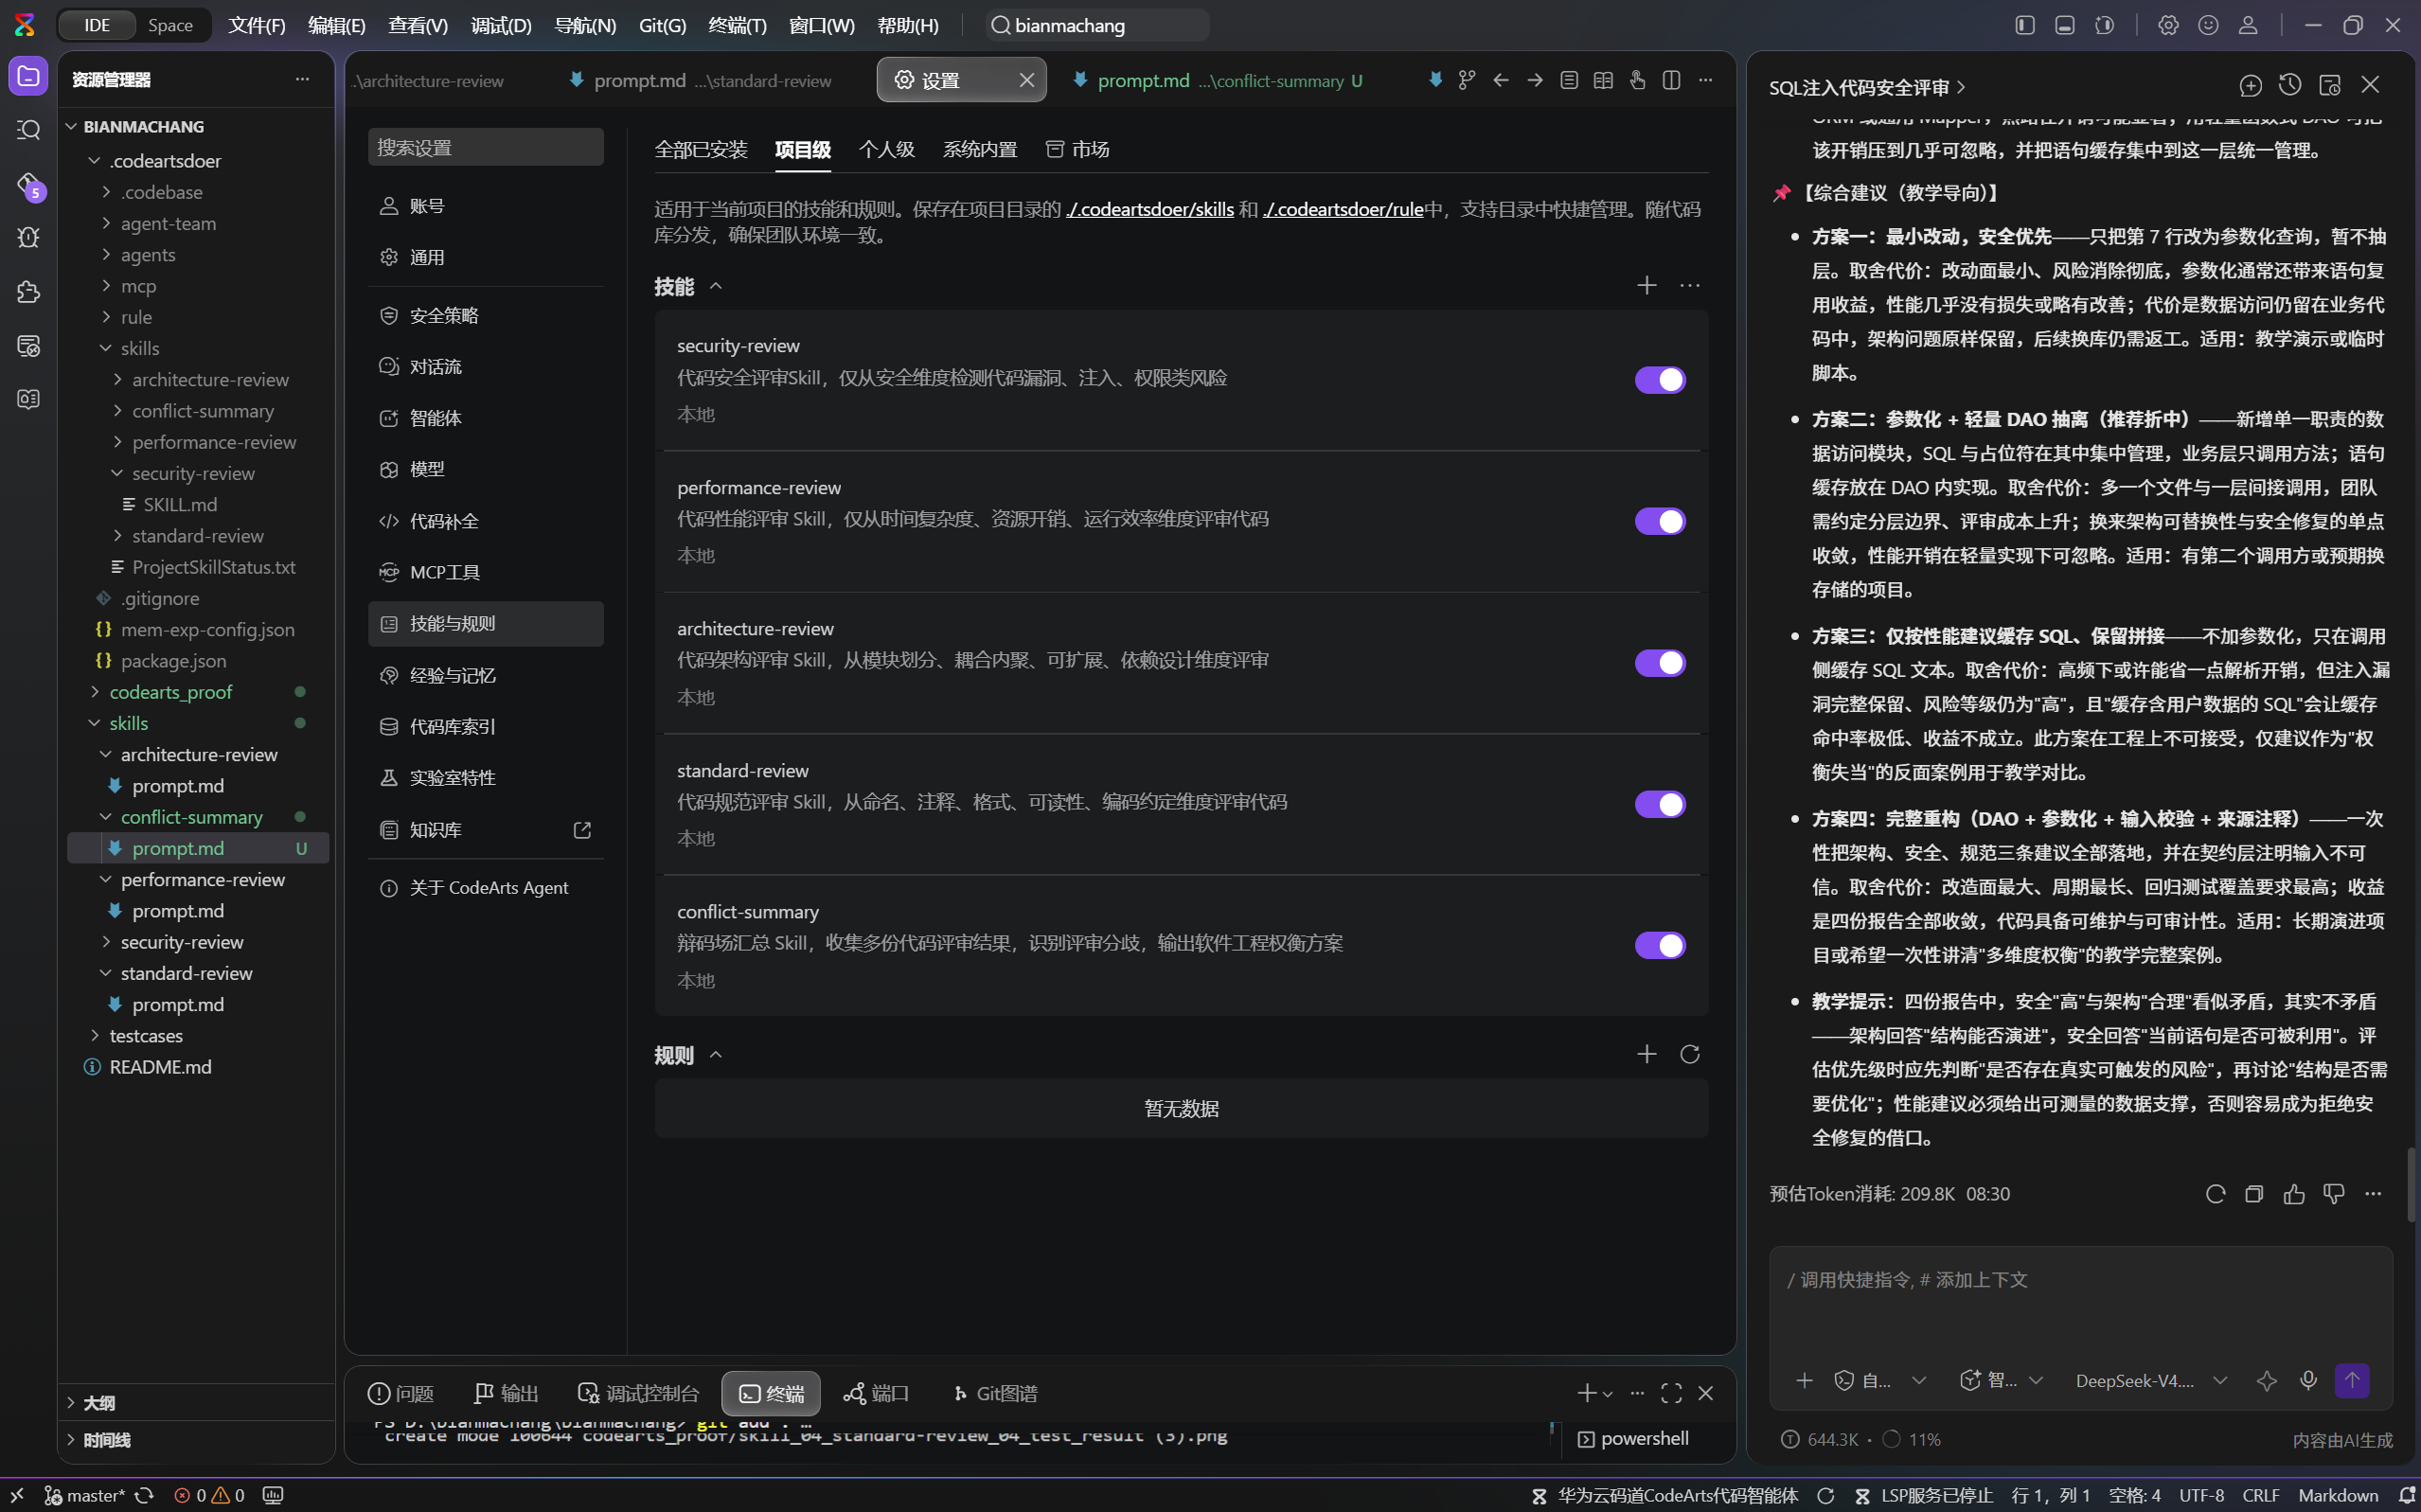 IDE Space 文件(F) 编辑(E) 查看(V) 调试(D) 导航(N) Git(G) 终端(T) 窗口(W) 帮助(H) bianmachang
资源管理器
BIANMACHANG
.codeartsdoer
.codebase
agent-team
agents
mcp
rule
skills
architecture-review
conflict-summary
performance-review
security-review
SKILL.md
standard-review
ProjectSkillStatus.txt
.gitignore
mem-exp-config.json
package.json
codearts_proof
skills
architecture-review
prompt.md
conflict-summary
prompt.md U
performance-review
prompt.md
security-review
standard-review
prompt.md
testcases
README.md
大纲
时间线
5
.\architecture-review prompt.md ...\standard-review 设置 prompt.md ...\conflict-summary U
搜索设置
账号
通用
安全策略
对话流
智能体
模型
代码补全
MCP工具
技能与规则
经验与记忆
代码库索引
实验室特性
知识库
关于 CodeArts Agent
全部已安装 项目级 个人级 系统内置 市场
适用于当前项目的技能和规则。保存在项目目录的 ./.codeartsdoer/skills 和 ./.codeartsdoer/rule中，支持目录中快捷管理。随代码
库分发，确保团队环境一致。
技能
security-review
代码安全评审Skill，仅从安全维度检测代码漏洞、注入、权限类风险
本地
performance-review
代码性能评审 Skill，仅从时间复杂度、资源开销、运行效率维度评审代码
本地
architecture-review
代码架构评审 Skill，从模块划分、耦合内聚、可扩展、依赖设计维度评审
本地
standard-review
代码规范评审 Skill，从命名、注释、格式、可读性、编码约定维度评审代码
本地
conflict-summary
辩码场汇总 Skill，收集多份代码评审结果，识别评审分歧，输出软件工程权衡方案
本地
规则
暂无数据
问题 输出 调试控制台 终端 端口 Git图谱
PS D:\bianmachang\bianmachang> git add . …
create mode 100644 codearts_proof/skill_04_standard-review_04_test_result (3).png
powershell
SQL注入代码安全评审
ORM 或通用 Mapper，
该开销压到几乎可忽略，并把语句缓存集中到这一层统一管理。
📌【综合建议（教学导向）】
• 方案一：最小改动，安全优先——只把第 7 行改为参数化查询，暂不抽
层。取舍代价：改动面最小、风险消除彻底，参数化通常还带来语句复
用收益，性能几乎没有损失或略有改善；代价是数据访问仍留在业务代
码中，架构问题原样保留，后续换库仍需返工。适用：教学演示或临时
脚本。
• 方案二：参数化 + 轻量 DAO 抽离（推荐折中）——新增单一职责的数
据访问模块，SQL 与占位符在其中集中管理，业务层只调用方法；语句
缓存放在 DAO 内实现。取舍代价：多一个文件与一层间接调用，团队
需约定分层边界、评审成本上升；换来架构可替换性与安全修复的单点
收敛，性能开销在轻量实现下可忽略。适用：有第二个调用方或预期换
存储的项目。
• 方案三：仅按性能建议缓存 SQL、保留拼接——不加参数化，只在调用
侧缓存 SQL 文本。取舍代价：高频下或许能省一点解析开销，但注入漏
洞完整保留、风险等级仍为"高"，且"缓存含用户数据的 SQL"会让缓存
命中率极低、收益不成立。此方案在工程上不可接受，仅建议作为"权
衡失当"的反面案例用于教学对比。
• 方案四：完整重构（DAO + 参数化 + 输入校验 + 来源注释）——一次
性把架构、安全、规范三条建议全部落地，并在契约层注明输入不可
信。取舍代价：改造面最大、周期最长、回归测试覆盖要求最高；收益
是四份报告全部收敛，代码具备可维护与可审计性。适用：长期演进项
目或希望一次性讲清"多维度权衡"的教学完整案例。
• 教学提示：四份报告中，安全"高"与架构"合理"看似矛盾，其实不矛盾
——架构回答"结构能否演进"，安全回答"当前语句是否可被利用"。评
估优先级时应先判断"是否存在真实可触发的风险"，再讨论"结构是否需
要优化"；性能建议必须给出可测量的数据支撑，否则容易成为拒绝安
全修复的借口。
预估Token消耗: 209.8K 08:30
/ 调用快捷指令, # 添加上下文
自... 智... DeepSeek-V4....
644.3K · 11% 内容由AI生成
master* 0 0 华为云码道CodeArts代码智能体 LSP服务已停止 行 1，列 1 空格: 4 UTF-8 CRLF Markdown